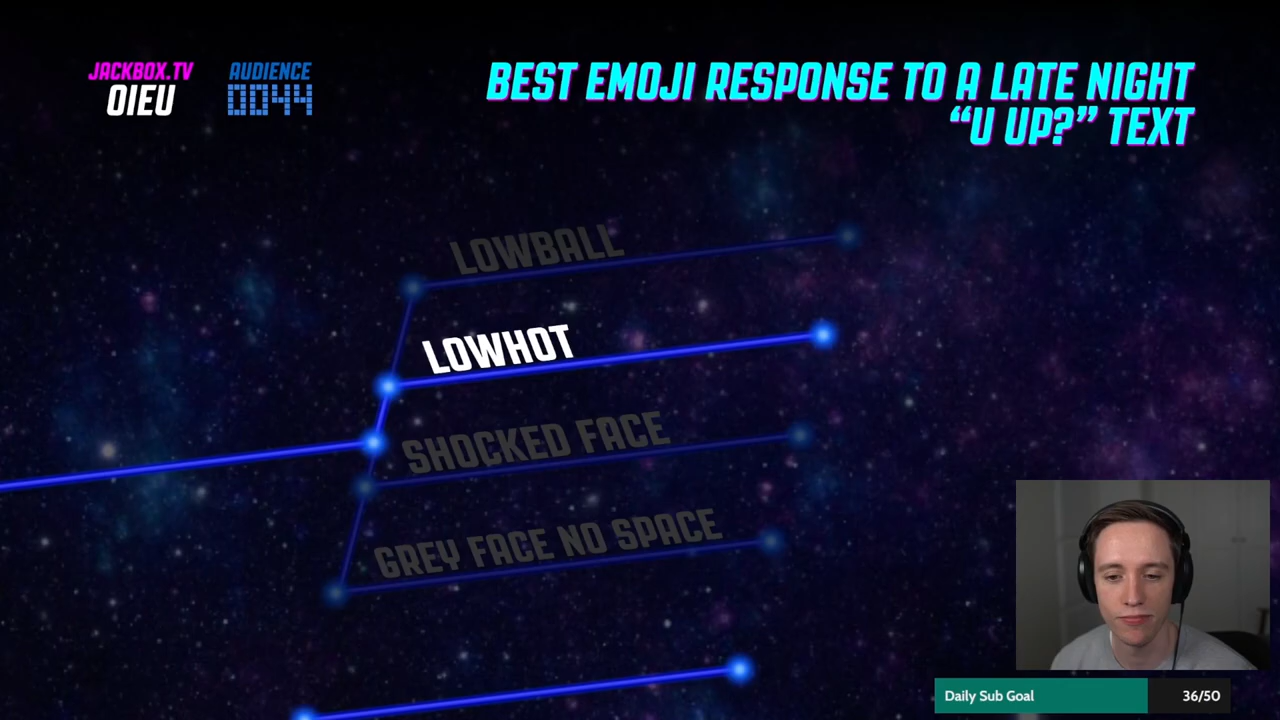 JACKBOX.TV
OIEU
AUDIENCE
0044
BEST EMOJI RESPONSE TO A LATE NIGHT
“U UP?” TEXT
LOWBALL
LOWHOT
SHOCKED FACE
GREY FACE NO SPACE
Daily Sub Goal
36/50